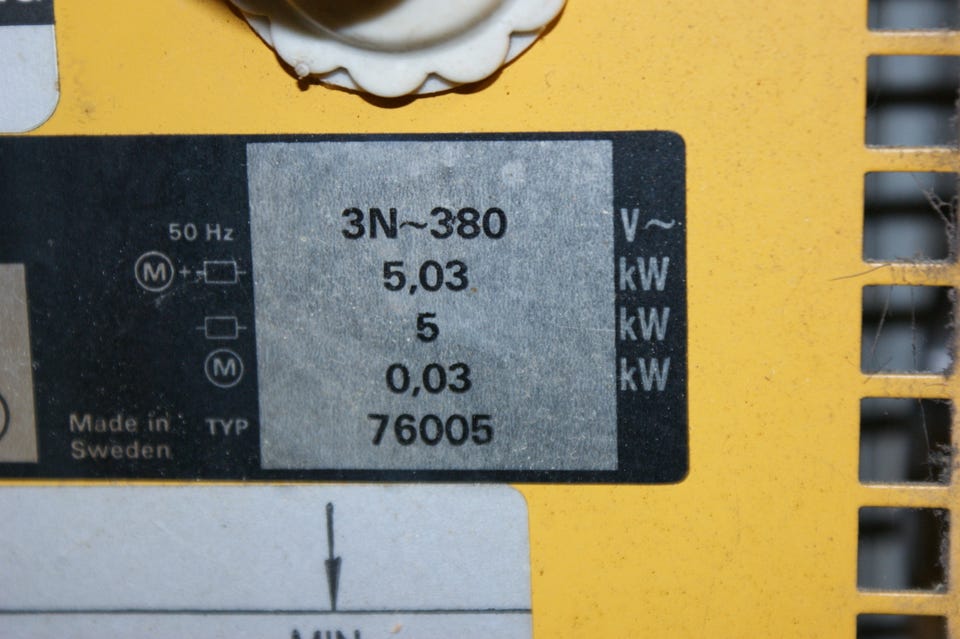 50 Hz 3N~380 V~
M + 5,03 kW
5 kW
M 0,03 kW
TYP 76005
Made in
Sweden
MIN